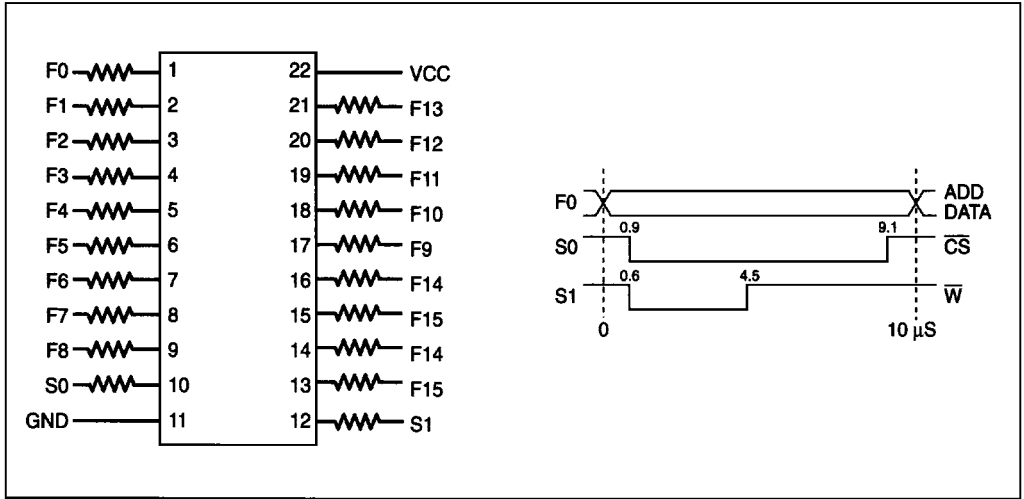 F0 1 22 VCC
F1 2 21 F13
F2 3 20 F12
F3 4 19 F11
F4 5 18 F10
F5 6 17 F9
F6 7 16 F14
F7 8 15 F15
F8 9 14 F14
S0 10 13 F15
GND 11 12 S1
F0 ADD
DATA
0.9 9.1
S0 C̅S̅
0.6 4.5
S1 W̅
0 10 µS